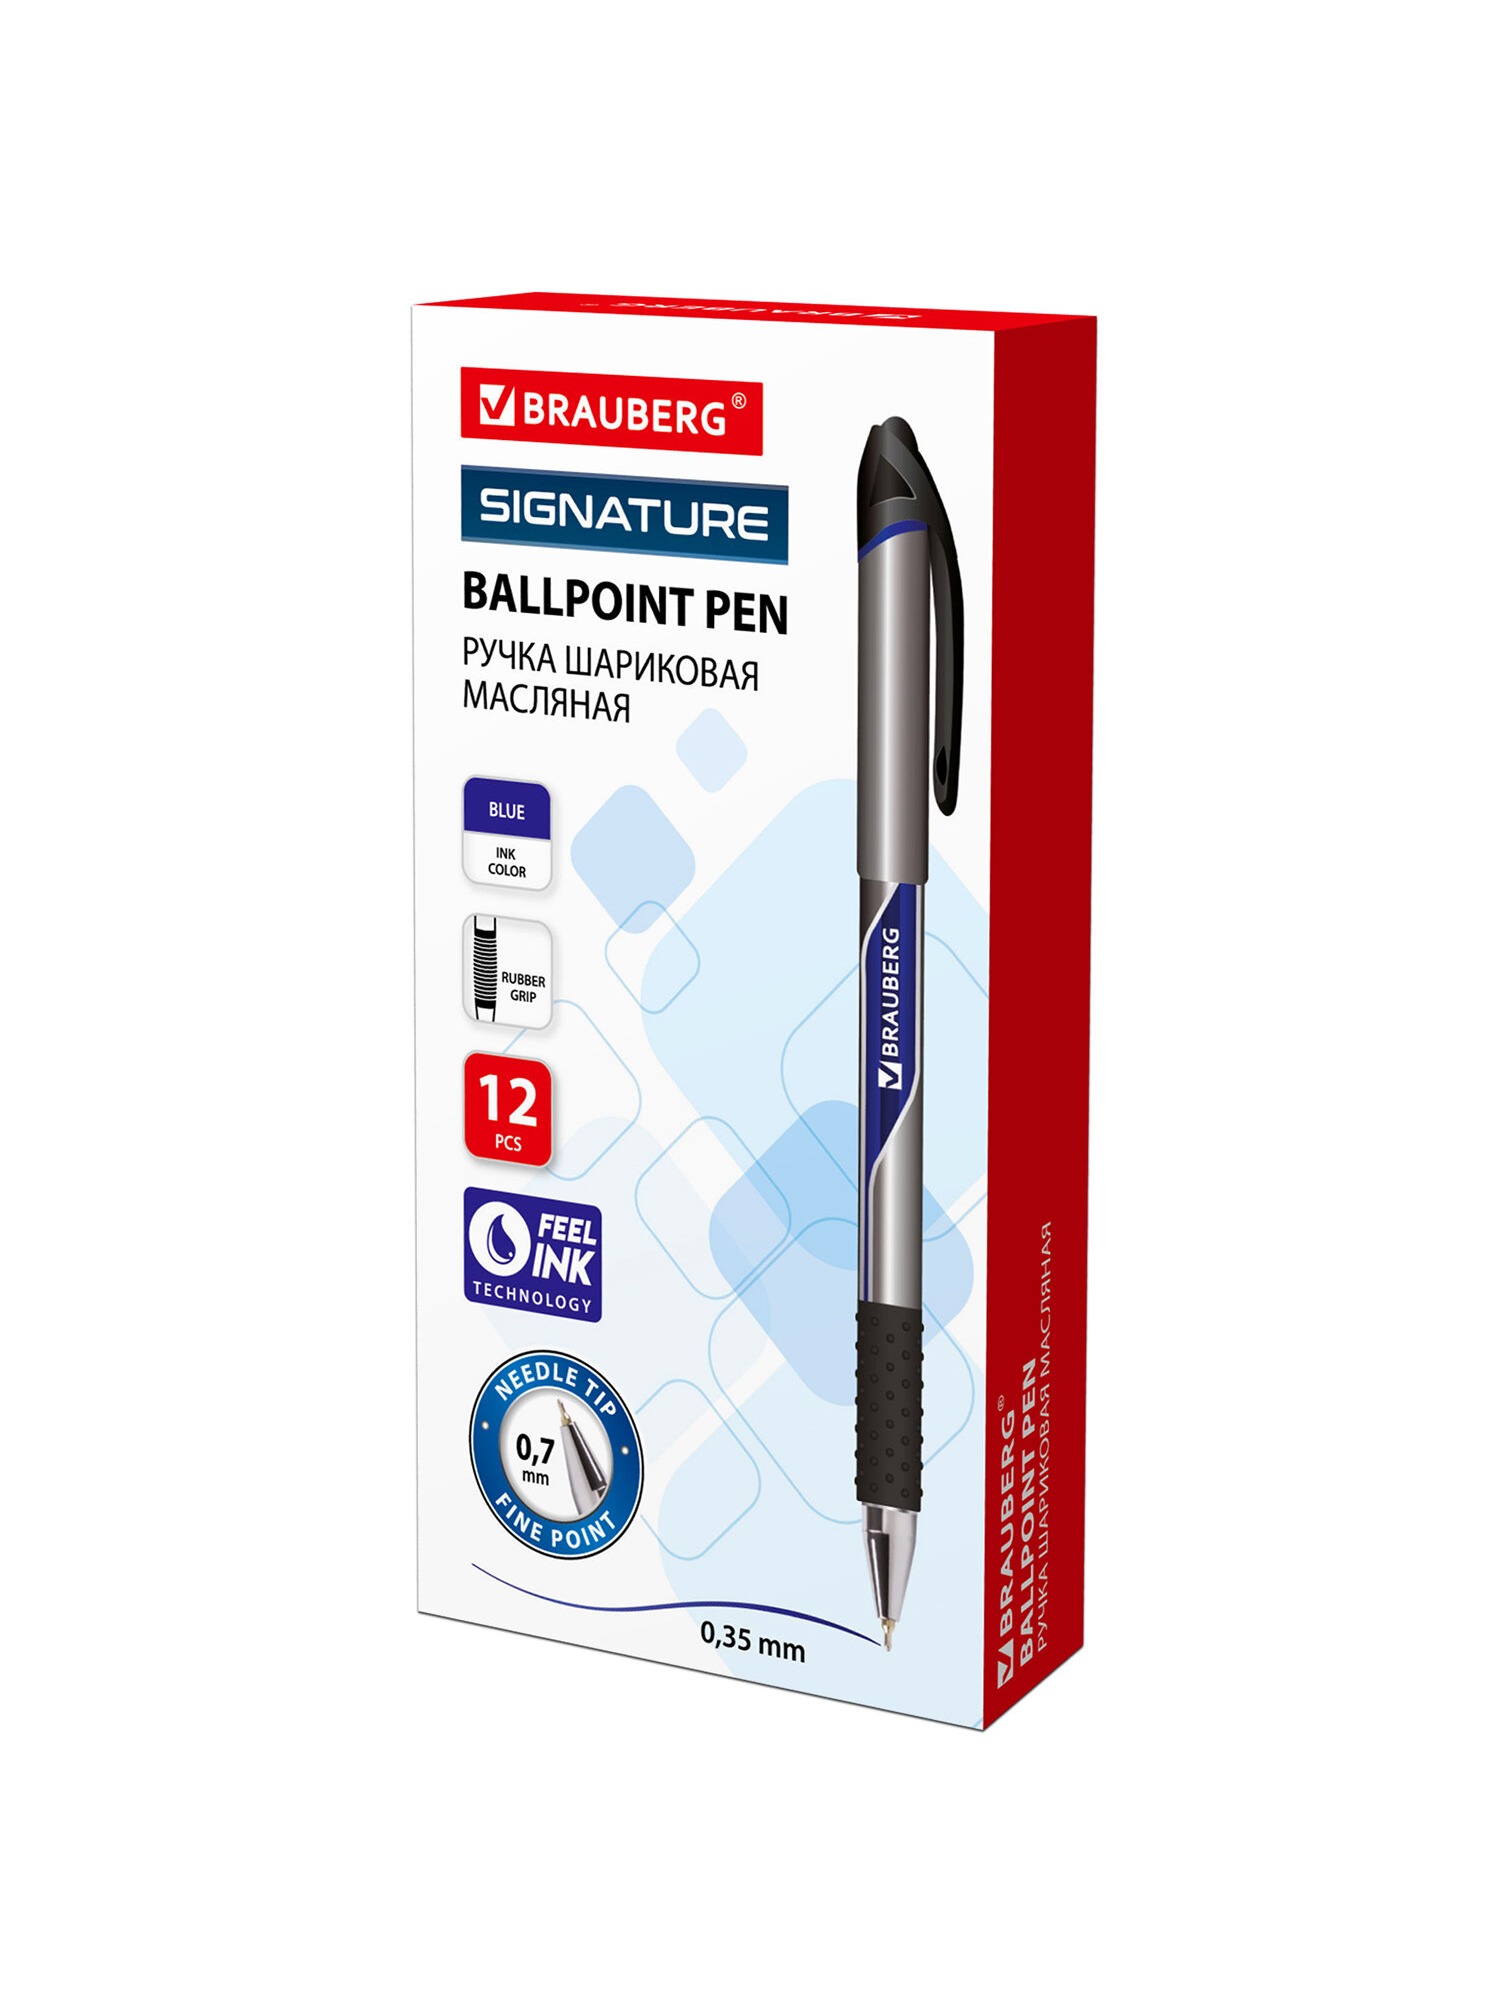 BRAUBERG ®
BRAUBERG®
SIGNATURE
BALLPOINT PEN
РУЧКА ШАРИКОВАЯ
МАСЛЯНАЯ
BLUE
INK
COLOR
RUBBER
GRIP
12
PCS
FEEL
INK
TECHNOLOGY
NEEDLE TIP
0,7
mm
FINE POINT
0,35 mm
BRAUBERG
BRAUBERG®
BALLPOINT PEN
РУЧКА ШАРИКОВАЯ МАСЛЯНАЯ